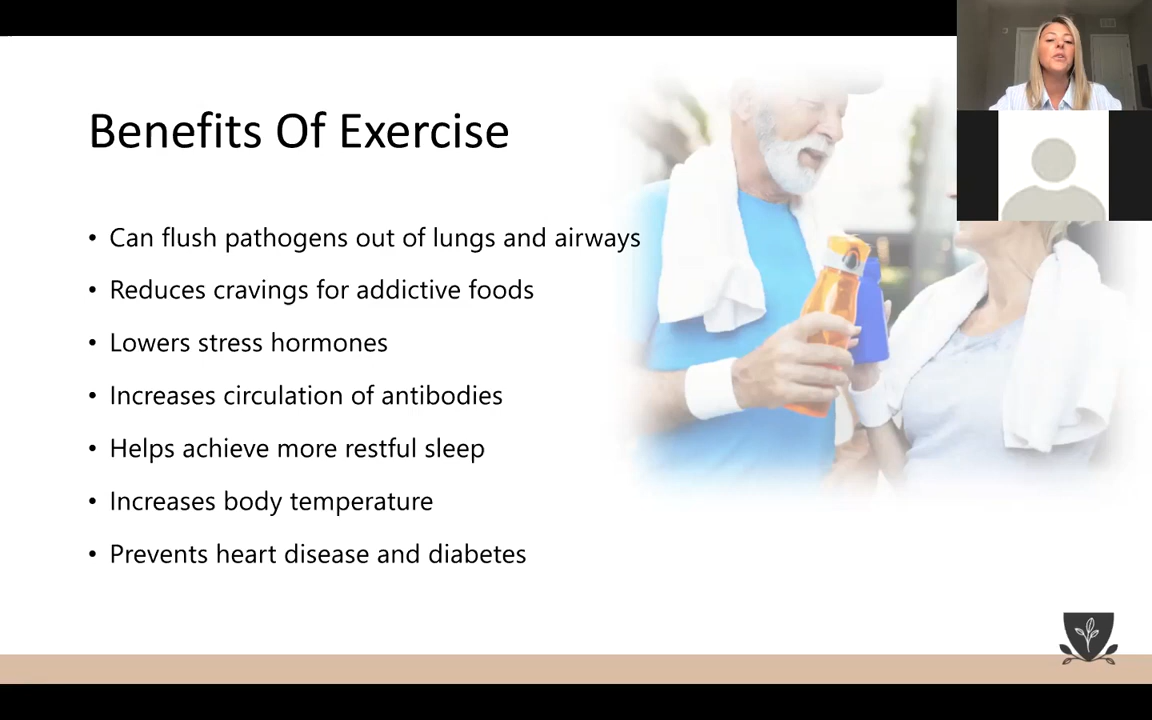 Benefits Of Exercise
• Can flush pathogens out of lungs and airways
• Reduces cravings for addictive foods
• Lowers stress hormones
• Increases circulation of antibodies
• Helps achieve more restful sleep
• Increases body temperature
• Prevents heart disease and diabetes